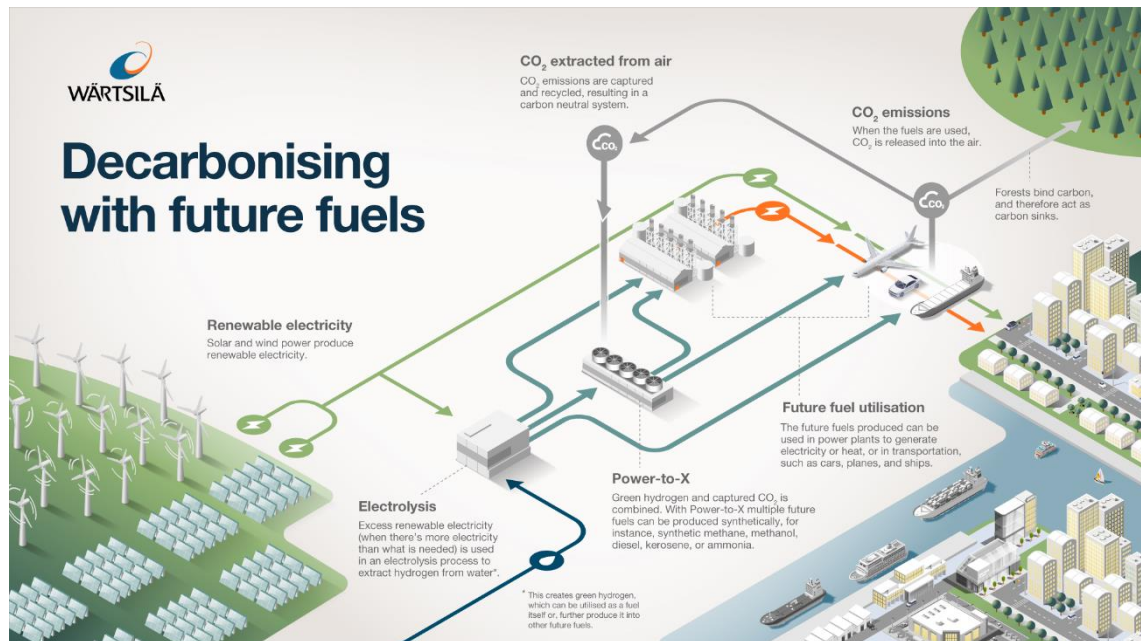 WÄRTSILÄ
Decarbonising
with future fuels
CO₂ extracted from air
CO₂ emissions are captured
and recycled, resulting in a
carbon neutral system.
CO₂
CO₂ emissions
When the fuels are used,
CO₂ is released into the air.
CO₂
Forests bind carbon,
and therefore act as
carbon sinks.
Renewable electricity
Solar and wind power produce
renewable electricity.
Future fuel utilisation
The future fuels produced can be
used in power plants to generate
electricity or heat, or in transportation,
such as cars, planes, and ships.
Electrolysis
Excess renewable electricity
(when there's more electricity
than what is needed) is used
in an electrolysis process to
extract hydrogen from water*.
Power-to-X
Green hydrogen and captured CO₂ is
combined. With Power-to-X multiple future
fuels can be produced synthetically, for
instance, synthetic methane, methanol,
diesel, kerosene, or ammonia.
* This creates green hydrogen,
which can be utilised as a fuel
itself or, further produce it into
other future fuels.